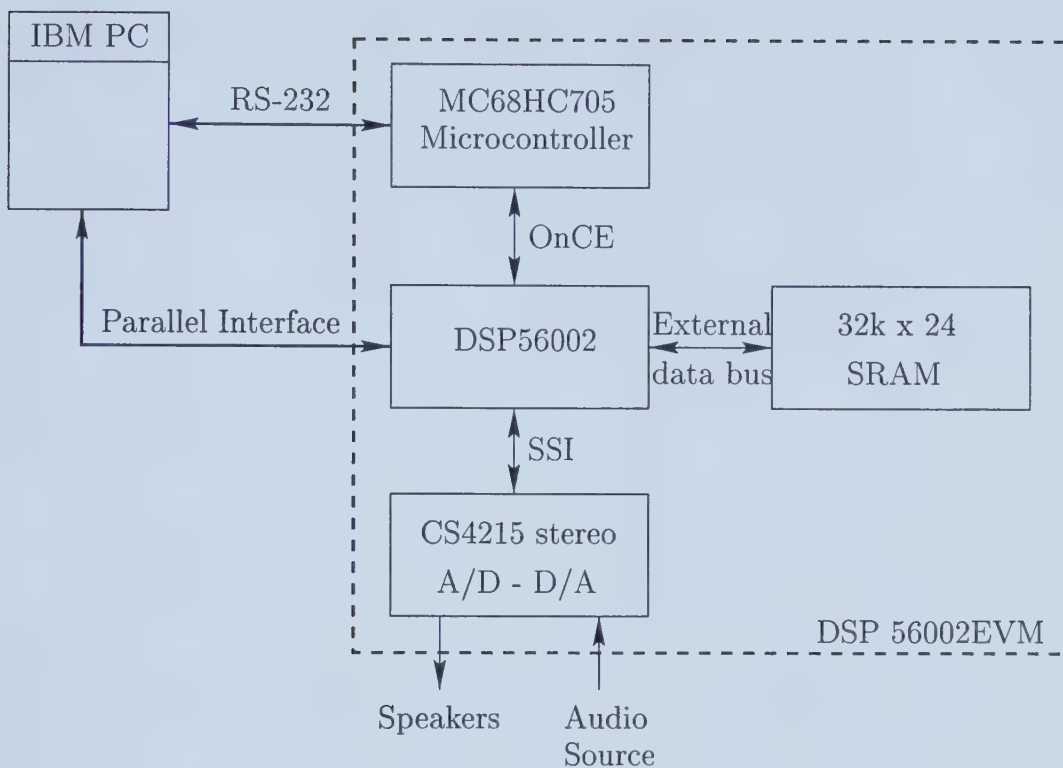 IBM PC
RS-232
MC68HC705
Microcontroller
OnCE
Parallel Interface
DSP56002
External
data bus
32k x 24
SRAM
SSI
CS4215 stereo
A/D - D/A
DSP 56002EVM
Speakers
Audio
Source